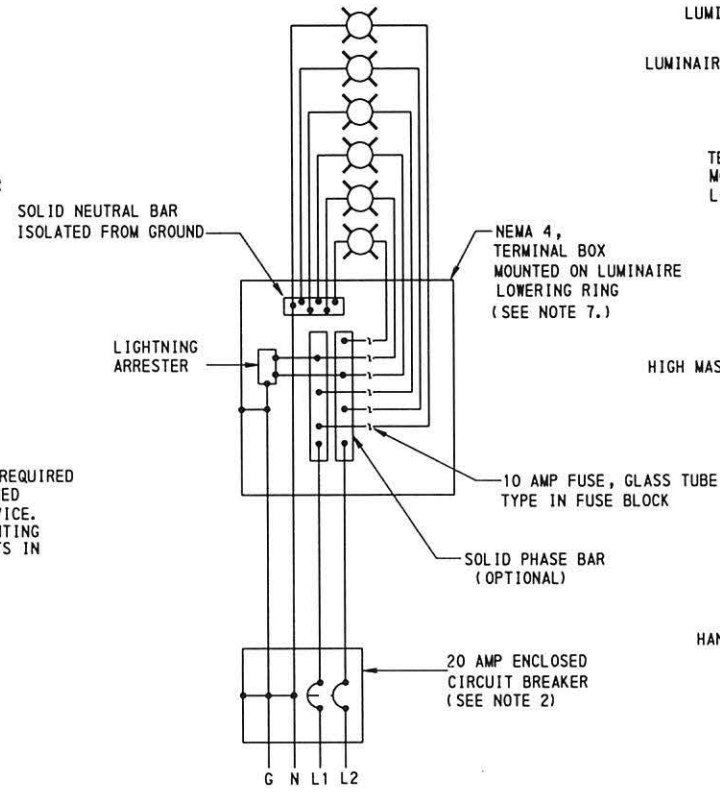 LUMI
LUMINAIR
SOLID NEUTRAL BAR
ISOLATED FROM GROUND
NEMA 4,
TERMINAL BOX
MOUNTED ON LUMINAIRE
LOWERING RING
(SEE NOTE 7.)
TE
M
L
LIGHTNING
ARRESTER
HIGH MAS
REQUIRED
ED
VICE.
TING
TS IN
10 AMP FUSE, GLASS TUBE
TYPE IN FUSE BLOCK
SOLID PHASE BAR
(OPTIONAL)
HAN
20 AMP ENCLOSED
CIRCUIT BREAKER
(SEE NOTE 2)
G N L1 L2